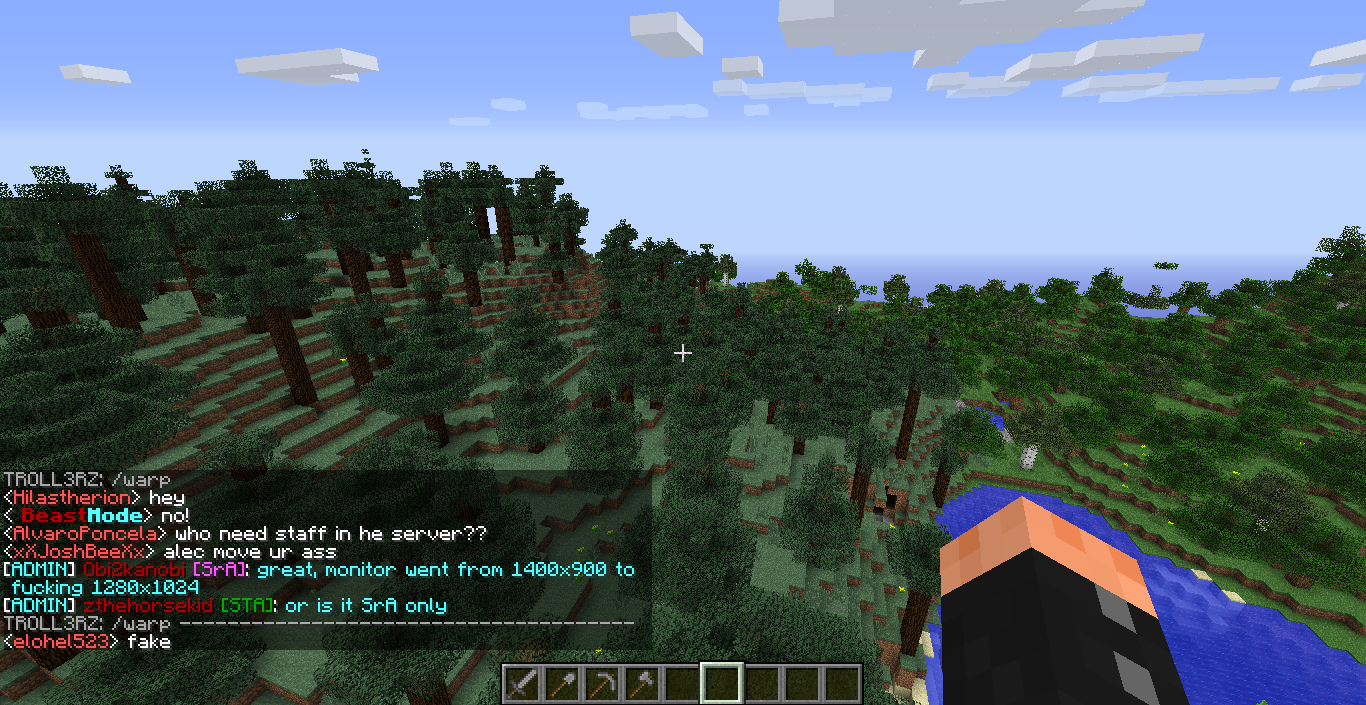 TROLL3RZ: /warp
<Hilastherion> hey
< BeastMode> no!
<AlvaroPoncela> who need staff in he server??
<xXJoshBeeXx> alec move ur ass
[ADMIN] Obi2kanobi [SrA]: great, monitor went from 1400x900 to
fucking 1280x1024
[ADMIN] zthehorsekid [STA]: or is it SrA only
TROLL3RZ: /warp --------------------------------------
<elohel523> fake